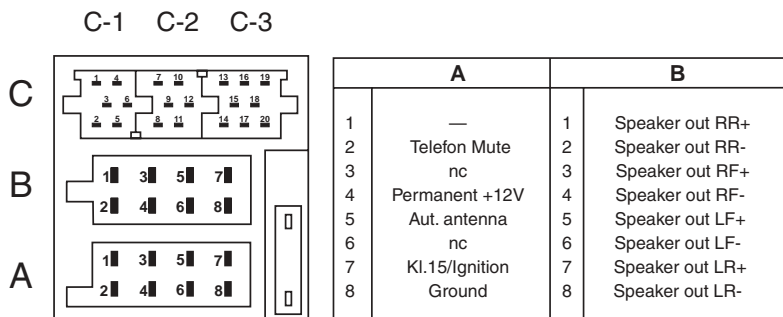 C-1 C-2 C-3
C
1 4 7 10 13 16 19
3 6 9 12 15 18
2 5 8 11 14 17 20
B
1 3 5 7
2 4 6 8
A
1 3 5 7
2 4 6 8
A B
1 — 1 Speaker out RR+
2 Telefon Mute 2 Speaker out RR-
3 nc 3 Speaker out RF+
4 Permanent +12V 4 Speaker out RF-
5 Aut. antenna 5 Speaker out LF+
6 nc 6 Speaker out LF-
7 Kl.15/Ignition 7 Speaker out LR+
8 Ground 8 Speaker out LR-